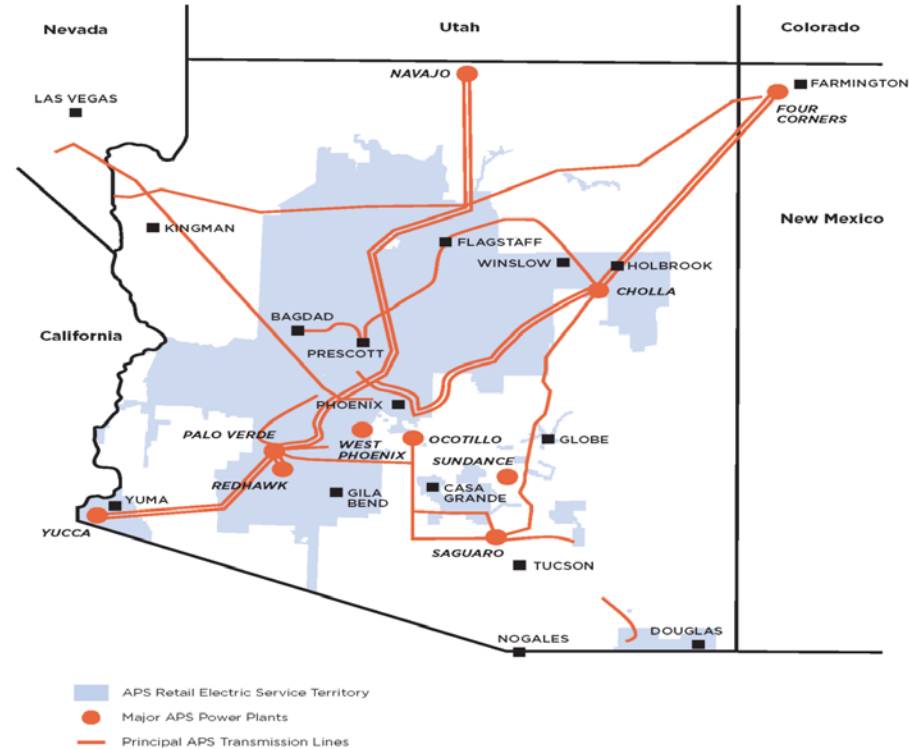 Nevada
Utah
Colorado
NAVAJO
FARMINGTON
LAS VEGAS
FOUR
CORNERS
New Mexico
KINGMAN
FLAGSTAFF
WINSLOW
HOLBROOK
CHOLLA
BAGDAD
California
PRESCOTT
PHOENIX
PALO VERDE
WEST
PHOENIX
OCOTILLO
GLOBE
SUNDANCE
REDHAWK
GILA
BEND
CASA
GRANDE
YUMA
YUCCA
SAGUARO
TUCSON
NOGALES
DOUGLAS
APS Retail Electric Service Territory
Major APS Power Plants
Principal APS Transmission Lines